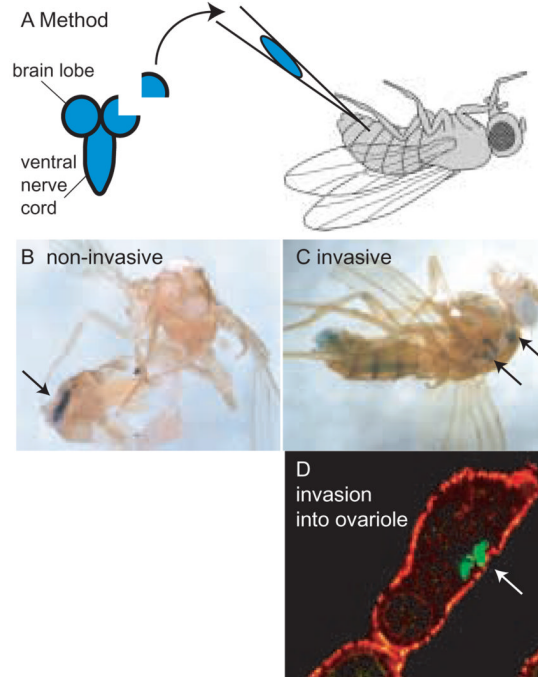 A Method
brain lobe
ventral
nerve
cord
B non-invasive
C invasive
D
invasion
into ovariole